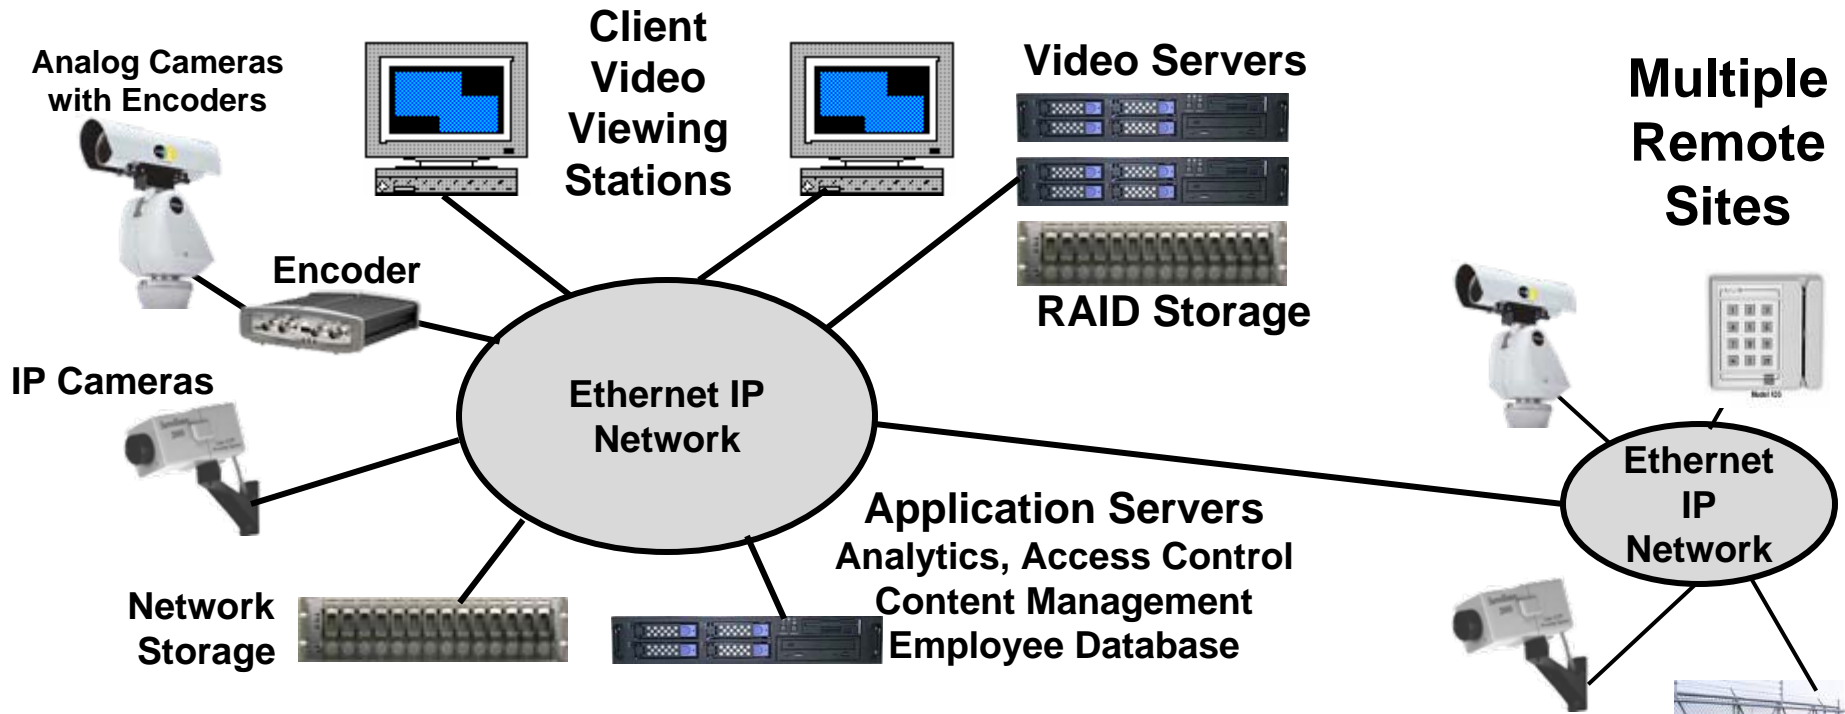 Analog Cameras
with Encoders
Client
Video
Viewing
Stations
Video Servers
Multiple
Remote
Sites
Encoder
RAID Storage
IP Cameras
Ethernet IP
Network
Ethernet
IP
Network
Application Servers
Analytics, Access Control
Content Management
Employee Database
Network
Storage